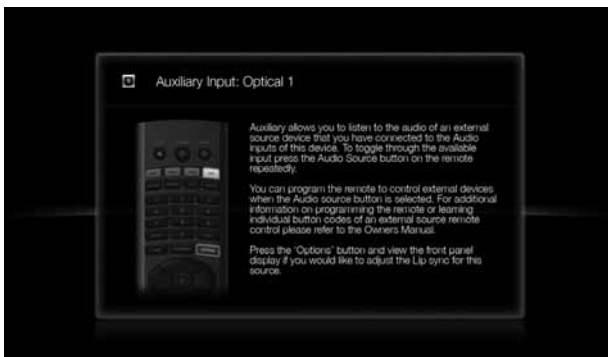 Auxiliary Input: Optical 1
Auxiliary allows you to listen to the audio of an external
source device that you have connected to the Audio
inputs of this device. To toggle through the available
input press the Audio Source button on the remote
repeatedly.
You can program the remote to control external devices
when the Audio source button is selected. For additional
information on programming the remote or learning
individual button codes of an external source remote
control please refer to the Owners Manual.
Press the 'Options' button and view the front panel
display if you would like to adjust the Lip sync for this
source.